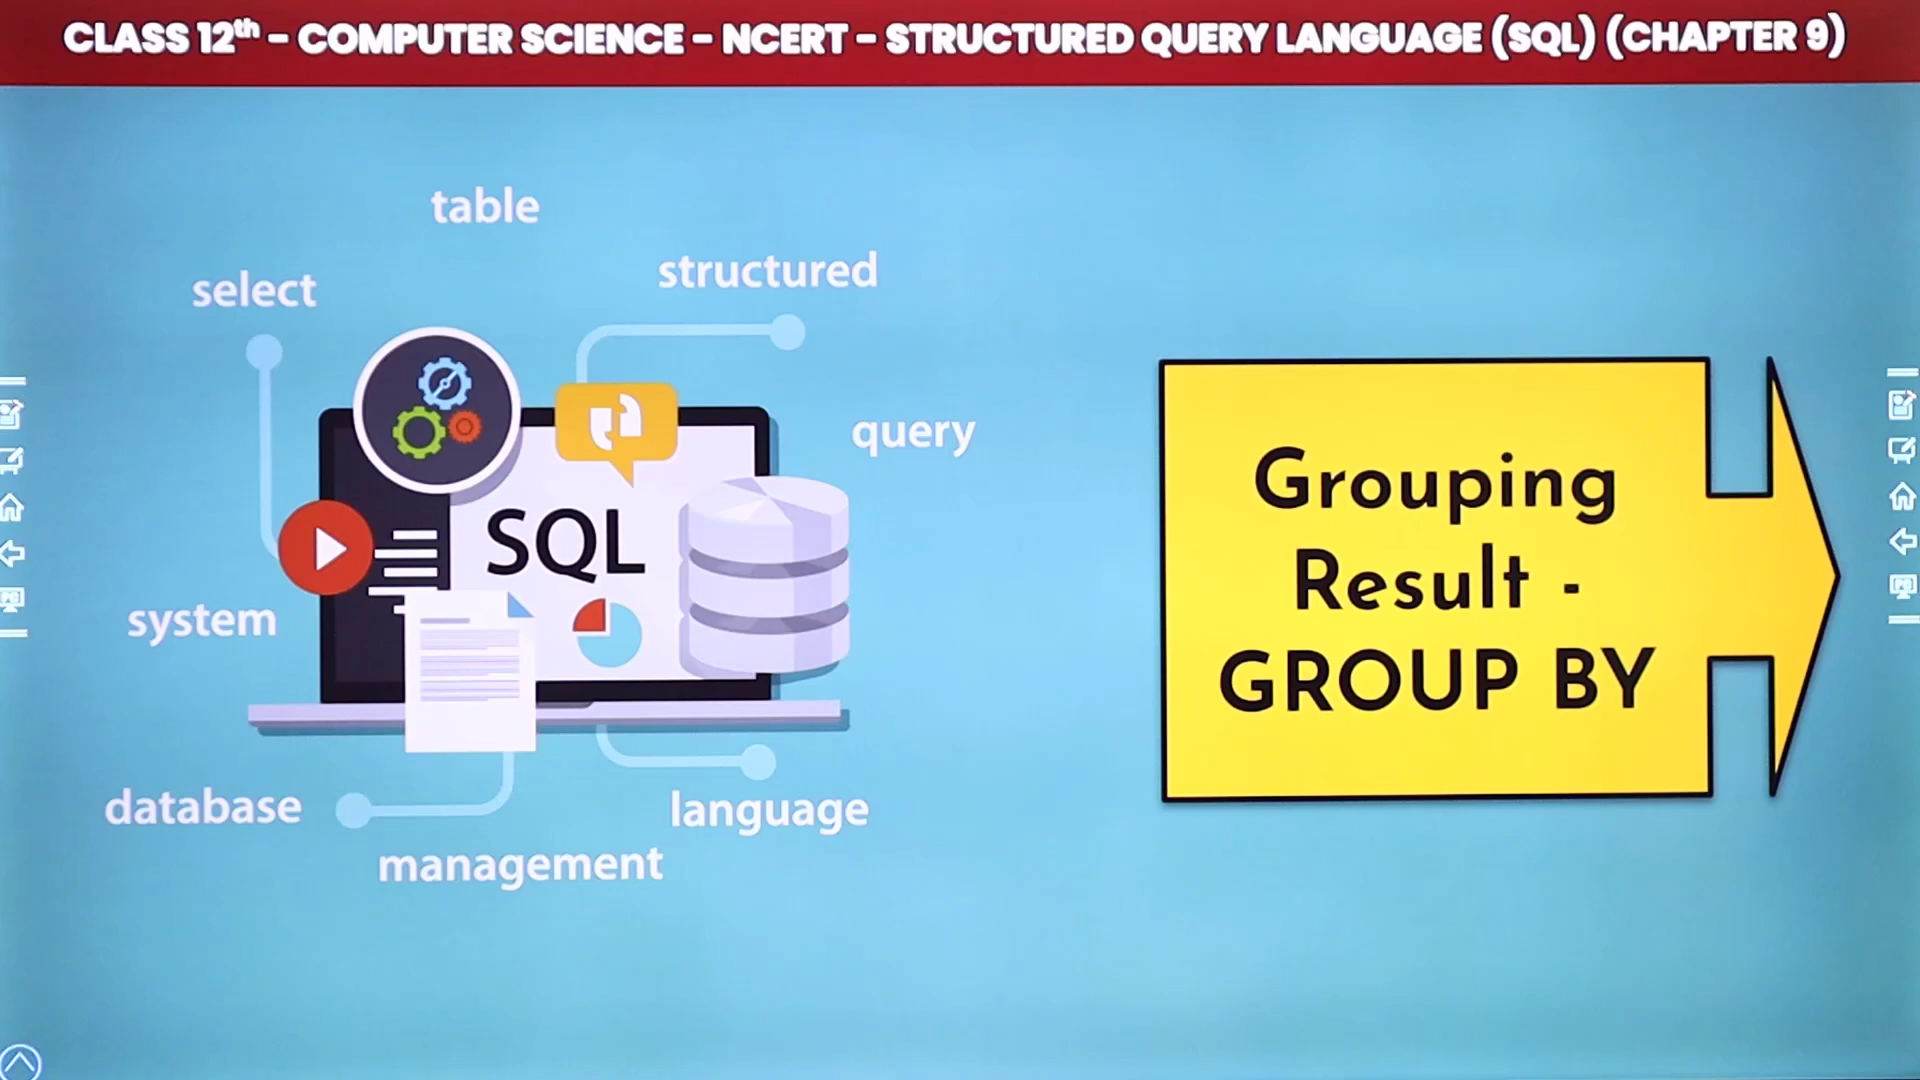 CLASS 12th - COMPUTER SCIENCE - NCERT - STRUCTURED QUERY LANGUAGE (SQL) (CHAPTER 9)
table
structured
select
query
SQL
system
database
language
management
Grouping
Result -
GROUP BY